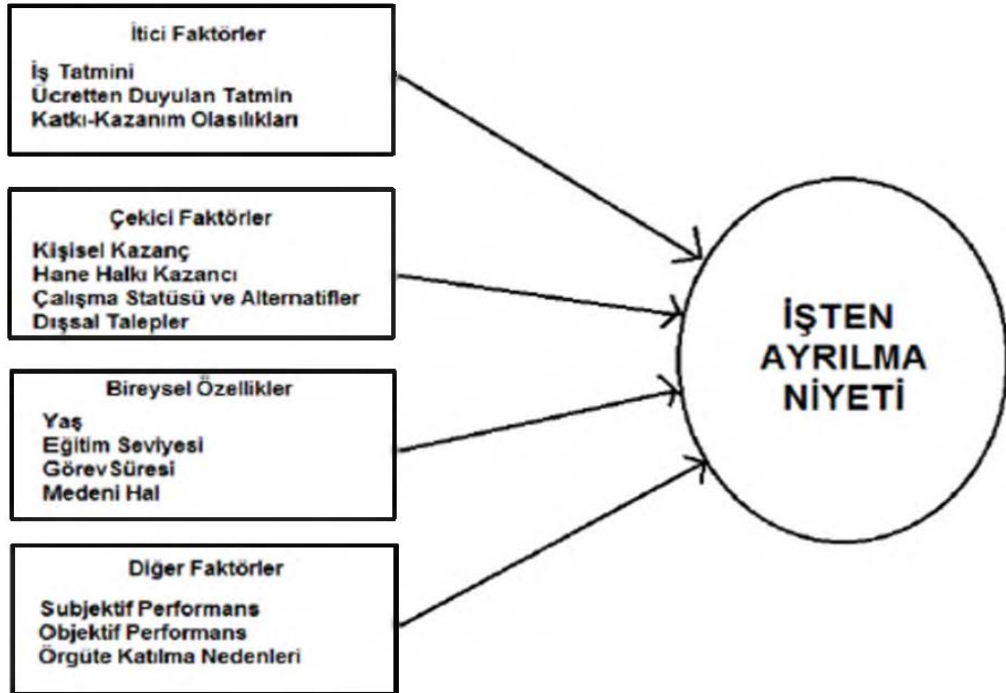 İtici Faktörler
İş Tatmini
Ücretten Duyulan Tatmin
Katkı-Kazanım Olasılıkları
Çekici Faktörler
Kişisel Kazanç
Hane Halkı Kazancı
Çalışma Statüsü ve Alternatifler
Dışsal Talepler
Bireysel Özellikler
Yaş
Eğitim Seviyesi
Görev Süresi
Medeni Hal
Diğer Faktörler
Subjektif Performans
Objektif Performans
Örgüte Katılma Nedenleri
İŞTEN
AYRILMA
NİYETİ